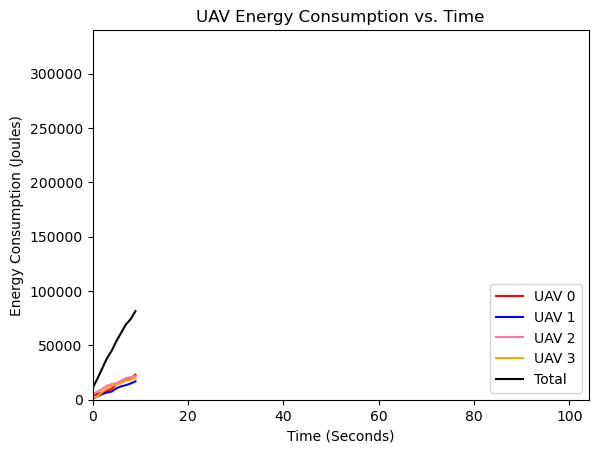 UAV Energy Consumption vs. Time
Energy Consumption (Joules)
300000
250000
200000
150000
100000
50000
0
0 20 40 60 80 100
Time (Seconds)
UAV 0
UAV 1
UAV 2
UAV 3
Total